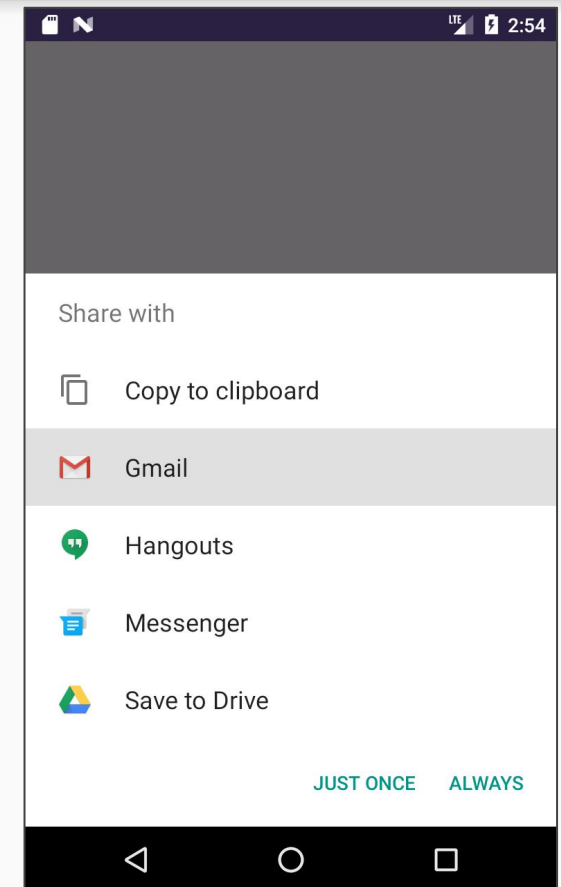 LTE 2:54
Share with
Copy to clipboard
Gmail
Hangouts
Messenger
Save to Drive
JUST ONCE ALWAYS